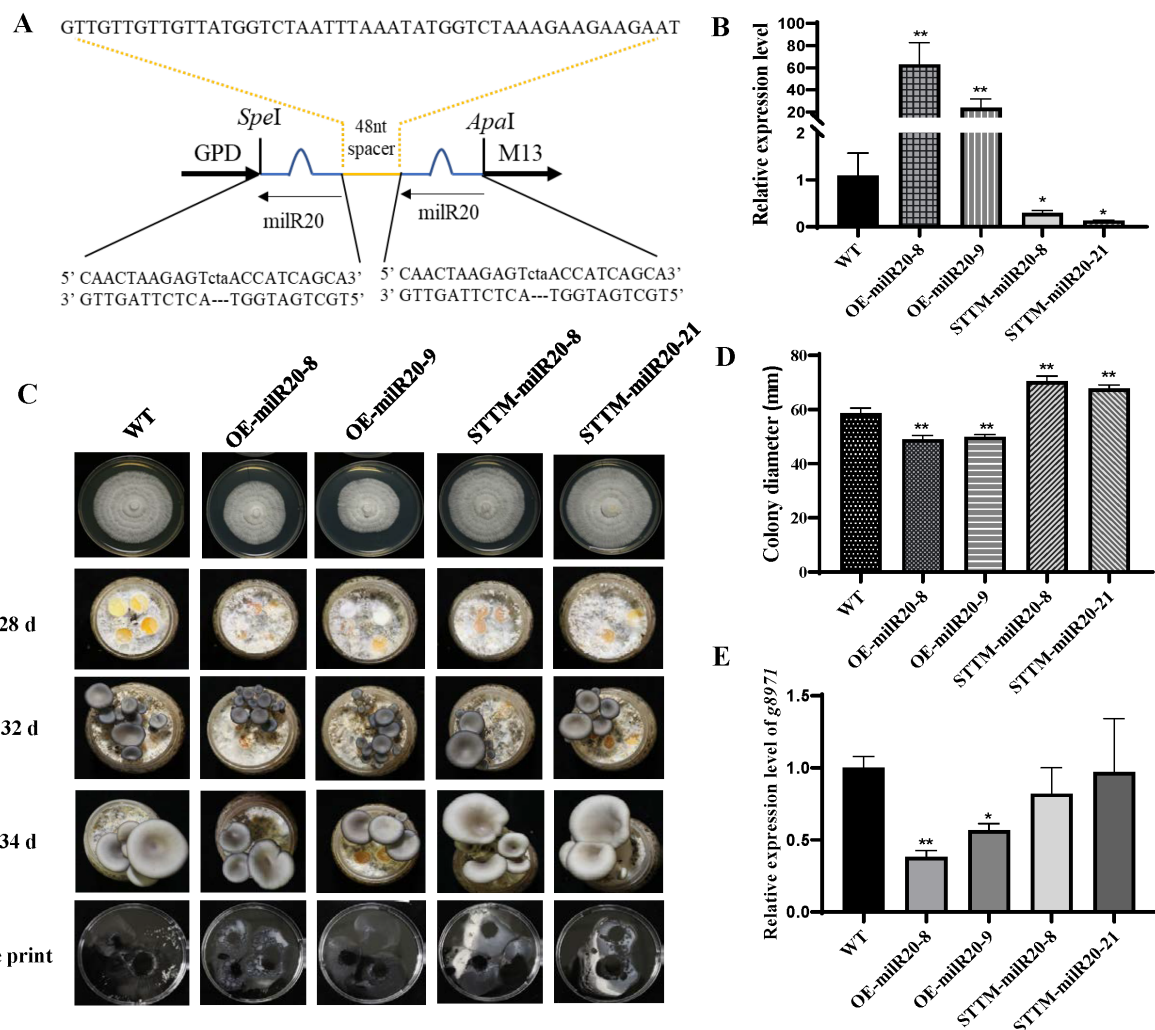 A
GTTGTTGTTGTTATGGTCTAATTTAAATATGGTCTAAAGAAGAAGAAT
SpeI
48nt
spacer
ApaI
GPD
M13
milR20
milR20
5’ CAACTAAGAGTctaACCATCAGCA3’
3’ GTTGATTCTCA---TGGTAGTCGT5’
5’ CAACTAAGAGTctaACCATCAGCA3’
3’ GTTGATTCTCA---TGGTAGTCGT5’
B
Relative expression level
100
80
60
40
20
2
1
0
**
**
*
*
WT
OE-milR20-8
OE-milR20-9
STTM-milR20-8
STTM-milR20-21
C
WT
OE-milR20-8
OE-milR20-9
STTM-milR20-8
STTM-milR20-21
28 d
32 d
34 d
e print
D
Colony diameter (mm)
80
60
40
20
0
**
**
**
**
WT
OE-milR20-8
OE-milR20-9
STTM-milR20-8
STTM-milR20-21
E
Relative expression level of g8971
1.5
1.0
0.5
0.0
**
*
WT
OE-milR20-8
OE-milR20-9
STTM-milR20-8
STTM-milR20-21